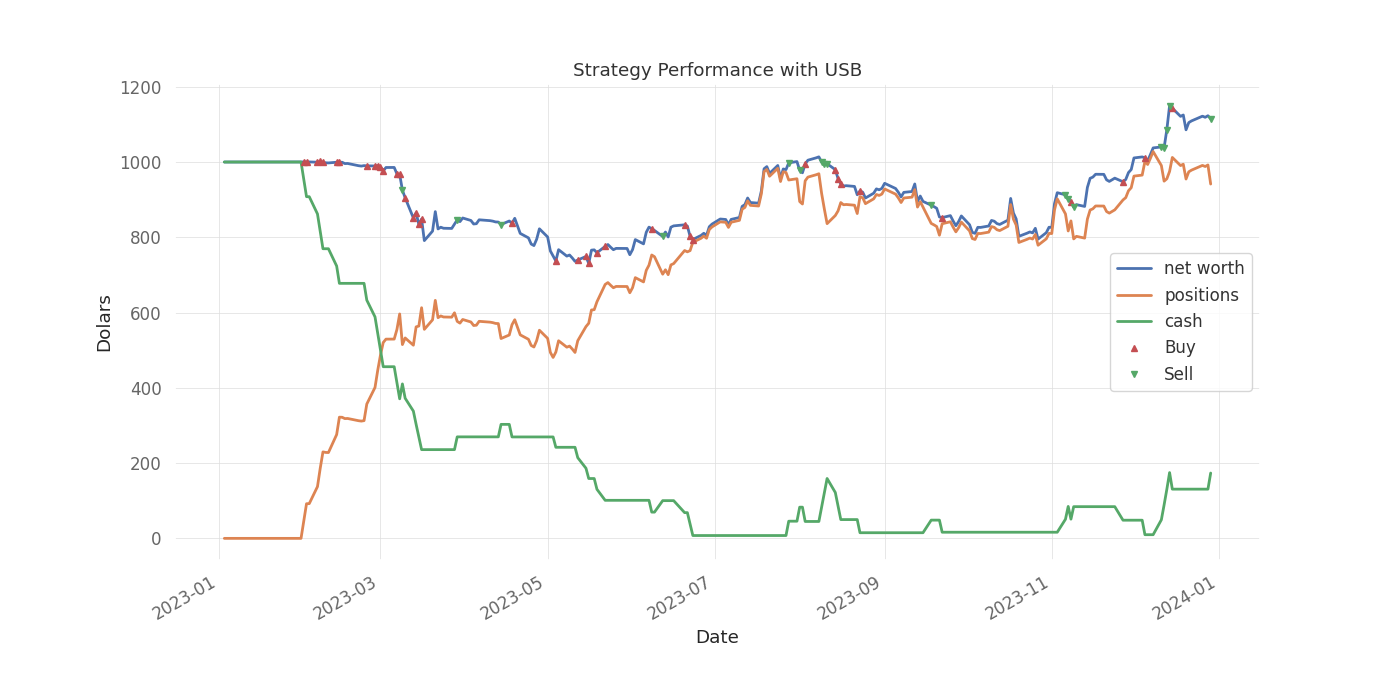 Strategy Performance with USB
1200
1000
800
600
400
200
0
Dolars
2023-01
2023-03
2023-05
2023-07
2023-09
2023-11
2024-01
Date
net worth
positions
cash
Buy
Sell